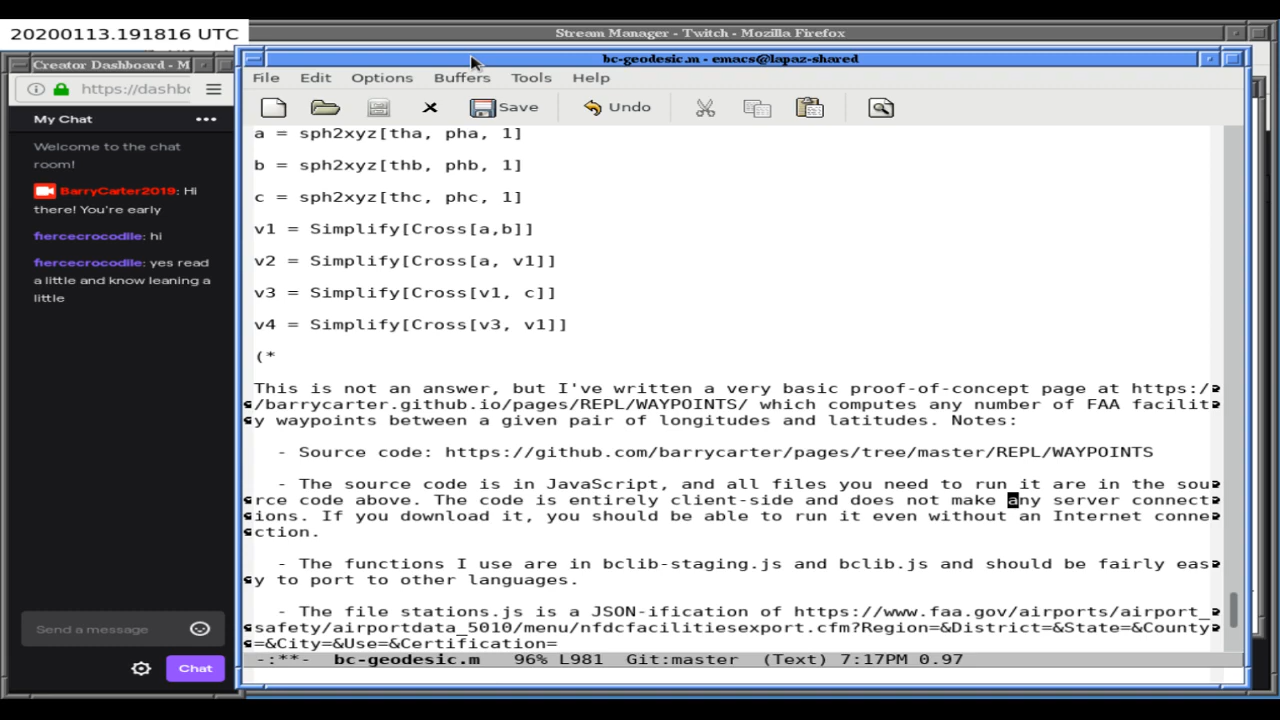 20200113.191816 UTC
Stream Manager - Twitch - Mozilla Firefox
Creator Dashboard - M
https://dashbo
My Chat
Welcome to the chat
room!
BarryCarter2019: Hi
there! You're early
fiercecrocodile: hi
fiercecrocodile: yes read
a little and know leaning a
little
Send a message
Chat
bc-geodesic.m - emacs@lapaz-shared
File Edit Options Buffers Tools Help
Save Undo
a = sph2xyz[tha, pha, 1]
b = sph2xyz[thb, phb, 1]
c = sph2xyz[thc, phc, 1]
v1 = Simplify[Cross[a,b]]
v2 = Simplify[Cross[a, v1]]
v3 = Simplify[Cross[v1, c]]
v4 = Simplify[Cross[v3, v1]]
(*
This is not an answer, but I've written a very basic proof-of-concept page at https:/
/barrycarter.github.io/pages/REPL/WAYPOINTS/ which computes any number of FAA facilit
y waypoints between a given pair of longitudes and latitudes. Notes:
- Source code: https://github.com/barrycarter/pages/tree/master/REPL/WAYPOINTS
- The source code is in JavaScript, and all files you need to run it are in the sou
rce code above. The code is entirely client-side and does not make any server connect
ions. If you download it, you should be able to run it even without an Internet conne
ction.
- The functions I use are in bclib-staging.js and bclib.js and should be fairly eas
y to port to other languages.
- The file stations.js is a JSON-ification of https://www.faa.gov/airports/airport_
safety/airportdata_5010/menu/nfdcfacilitiesexport.cfm?Region=&District=&State=&County
=&City=&Use=&Certification=
-:**- bc-geodesic.m 96% L981 Git:master (Text) 7:17PM 0.97